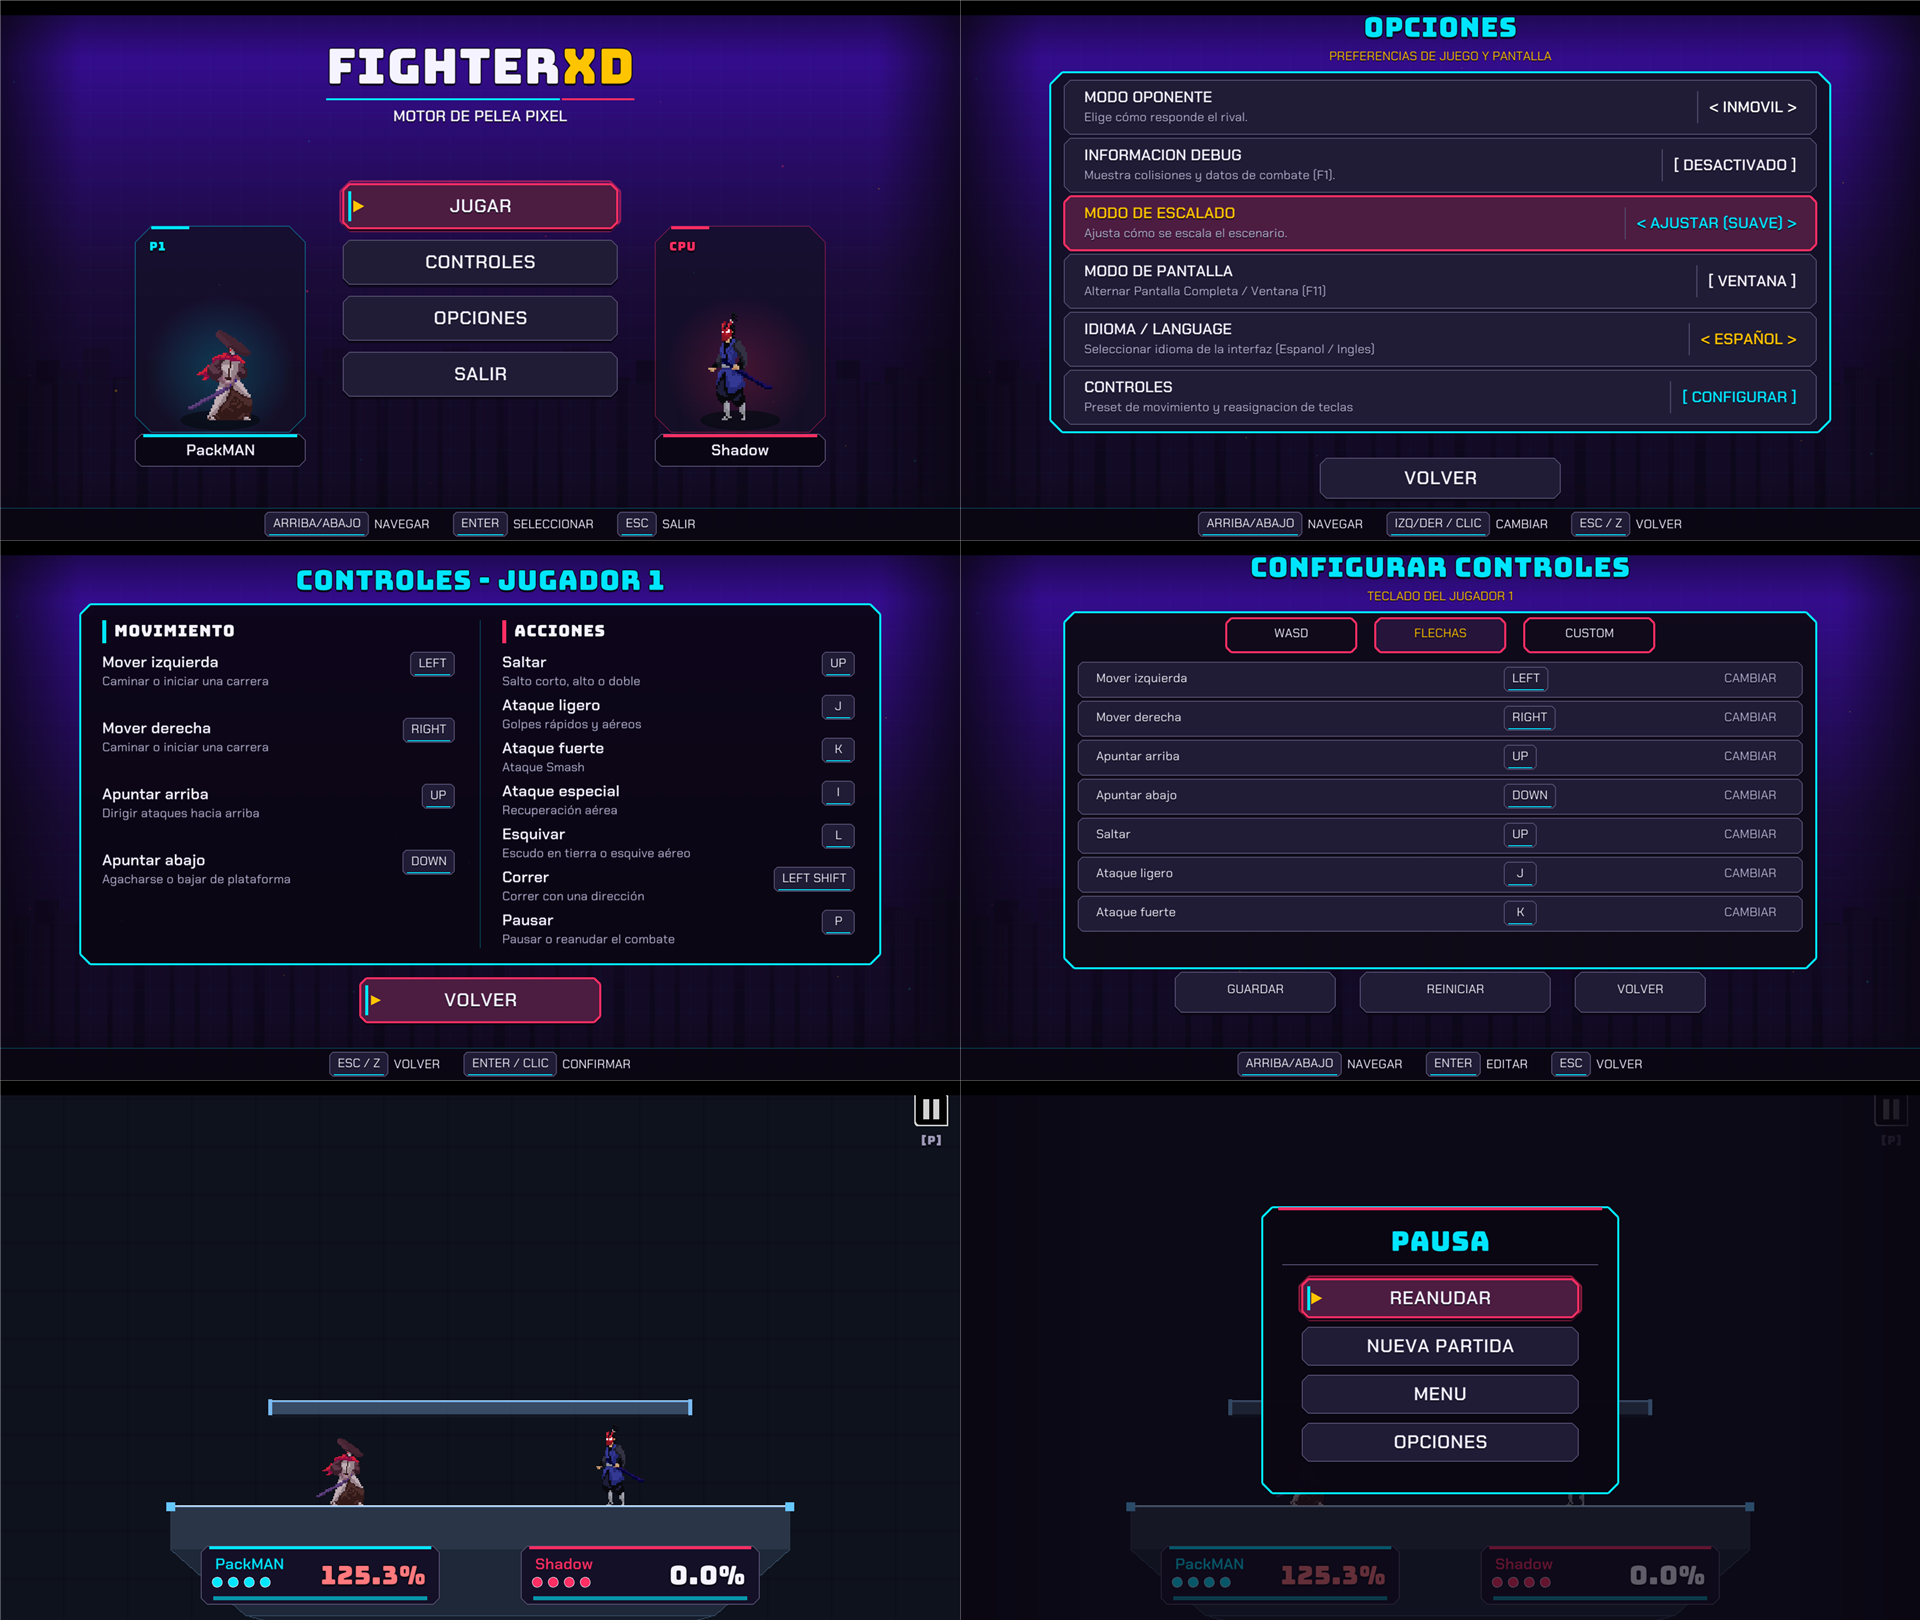 FIGHTERXD
MOTOR DE PELEA PIXEL
JUGAR
CONTROLES
OPCIONES
SALIR
P1
PackMAN
CPU
Shadow
ARRIBA/ABAJO NAVEGAR ENTER SELECCIONAR ESC SALIR
OPCIONES
PREFERENCIAS DE JUEGO Y PANTALLA
MODO OPONENTE < INMOVIL >
Elige cómo responde el rival.
INFORMACION DEBUG [ DESACTIVADO ]
Muestra colisiones y datos de combate (F1).
MODO DE ESCALADO < AJUSTAR (SUAVE) >
Ajusta cómo se escala el escenario.
MODO DE PANTALLA [ VENTANA ]
Alternar Pantalla Completa / Ventana (F11)
IDIOMA / LANGUAGE < ESPAÑOL >
Seleccionar idioma de la interfaz (Espanol / Ingles)
CONTROLES [ CONFIGURAR ]
Preset de movimiento y reasignacion de teclas
VOLVER
ARRIBA/ABAJO NAVEGAR IZQ/DER / CLIC CAMBIAR ESC / Z VOLVER
CONTROLES - JUGADOR 1
MOVIMIENTO
Mover izquierda LEFT
Caminar o iniciar una carrera
Mover derecha RIGHT
Caminar o iniciar una carrera
Apuntar arriba UP
Dirigir ataques hacia arriba
Apuntar abajo DOWN
Agacharse o bajar de plataforma
ACCIONES
Saltar UP
Salto corto, alto o doble
Ataque ligero J
Golpes rápidos y aéreos
Ataque fuerte K
Ataque Smash
Ataque especial I
Recuperación aérea
Esquivar L
Escudo en tierra o esquive aéreo
Correr LEFT SHIFT
Correr con una dirección
Pausar P
Pausar o reanudar el combate
VOLVER
ESC / Z VOLVER ENTER / CLIC CONFIRMAR
CONFIGURAR CONTROLES
TECLADO DEL JUGADOR 1
WASD FLECHAS CUSTOM
Mover izquierda LEFT CAMBIAR
Mover derecha RIGHT CAMBIAR
Apuntar arriba UP CAMBIAR
Apuntar abajo DOWN CAMBIAR
Saltar UP CAMBIAR
Ataque ligero J CAMBIAR
Ataque fuerte K CAMBIAR
GUARDAR REINICIAR VOLVER
ARRIBA/ABAJO NAVEGAR ENTER EDITAR ESC VOLVER
[P]
PackMAN 125.3%
Shadow 0.0%
[P]
PAUSA
REANUDAR
NUEVA PARTIDA
MENU
OPCIONES
PackMAN 125.3%
Shadow 0.0%